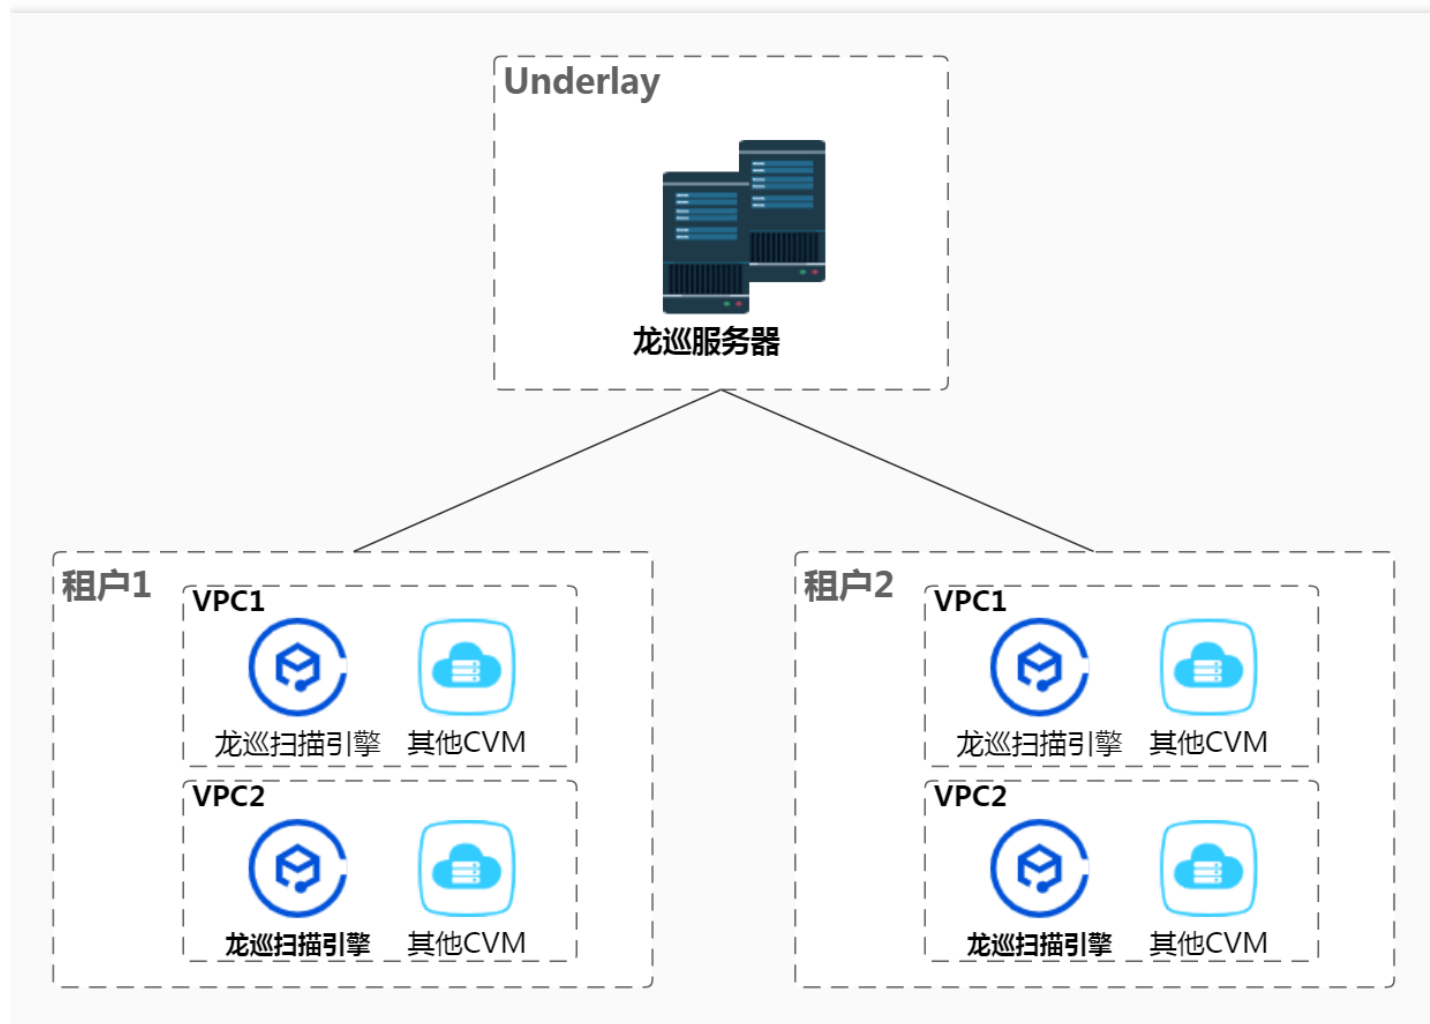 Underlay
龙巡服务器
租户1
VPC1
龙巡扫描引擎
其他CVM
VPC2
龙巡扫描引擎
其他CVM
租户2
VPC1
龙巡扫描引擎
其他CVM
VPC2
龙巡扫描引擎
其他CVM